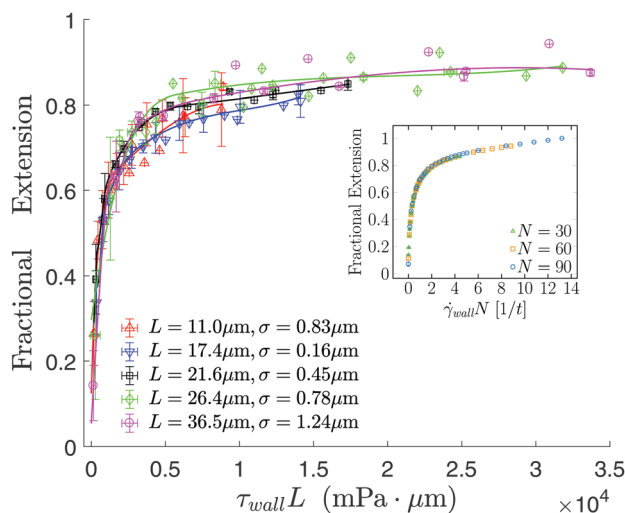 1
0.8
0.6
0.4
0.2
0
Fractional Extension
0 0.5 1 1.5 2 2.5 3 3.5
×10⁴
τ_wall L (mPa · μm)
L = 11.0μm, σ = 0.83μm
L = 17.4μm, σ = 0.16μm
L = 21.6μm, σ = 0.45μm
L = 26.4μm, σ = 0.78μm
L = 36.5μm, σ = 1.24μm
1
0.8
0.6
0.4
0.2
0
Fractional Extension
0 2 4 6 8 10 12 14
γ̇_wall N [1/t]
N = 30
N = 60
N = 90